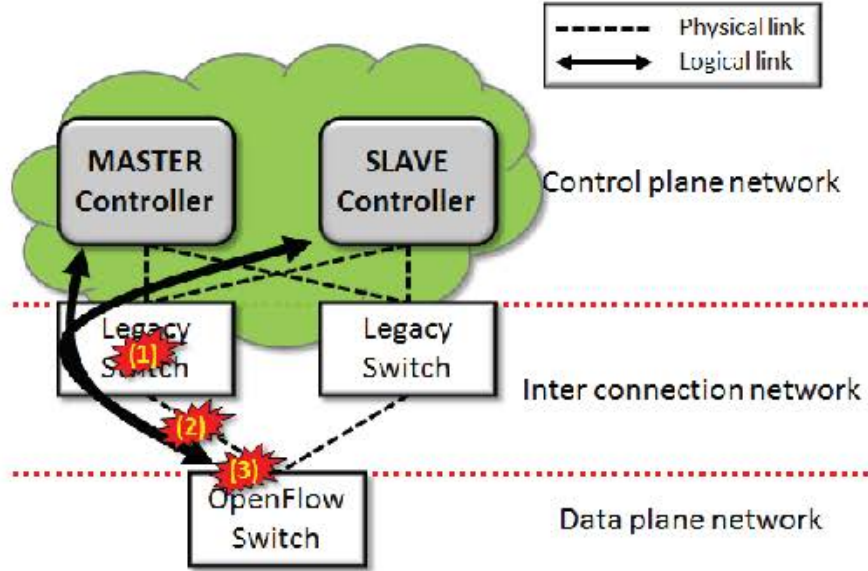 Physical link
Logical link
MASTER
Controller
SLAVE
Controller
Control plane network
Legacy
Switch
(1)
Legacy
Switch
Inter connection network
(2)
(3)
OpenFlow
Switch
Data plane network